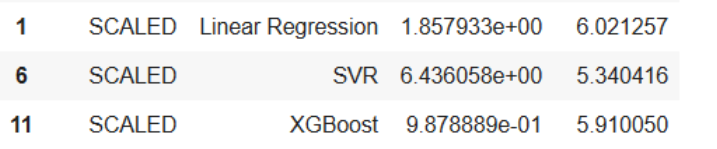 1 SCALED Linear Regression 1.857933e+00 6.021257
6 SCALED SVR 6.436058e+00 5.340416
11 SCALED XGBoost 9.878889e-01 5.910050